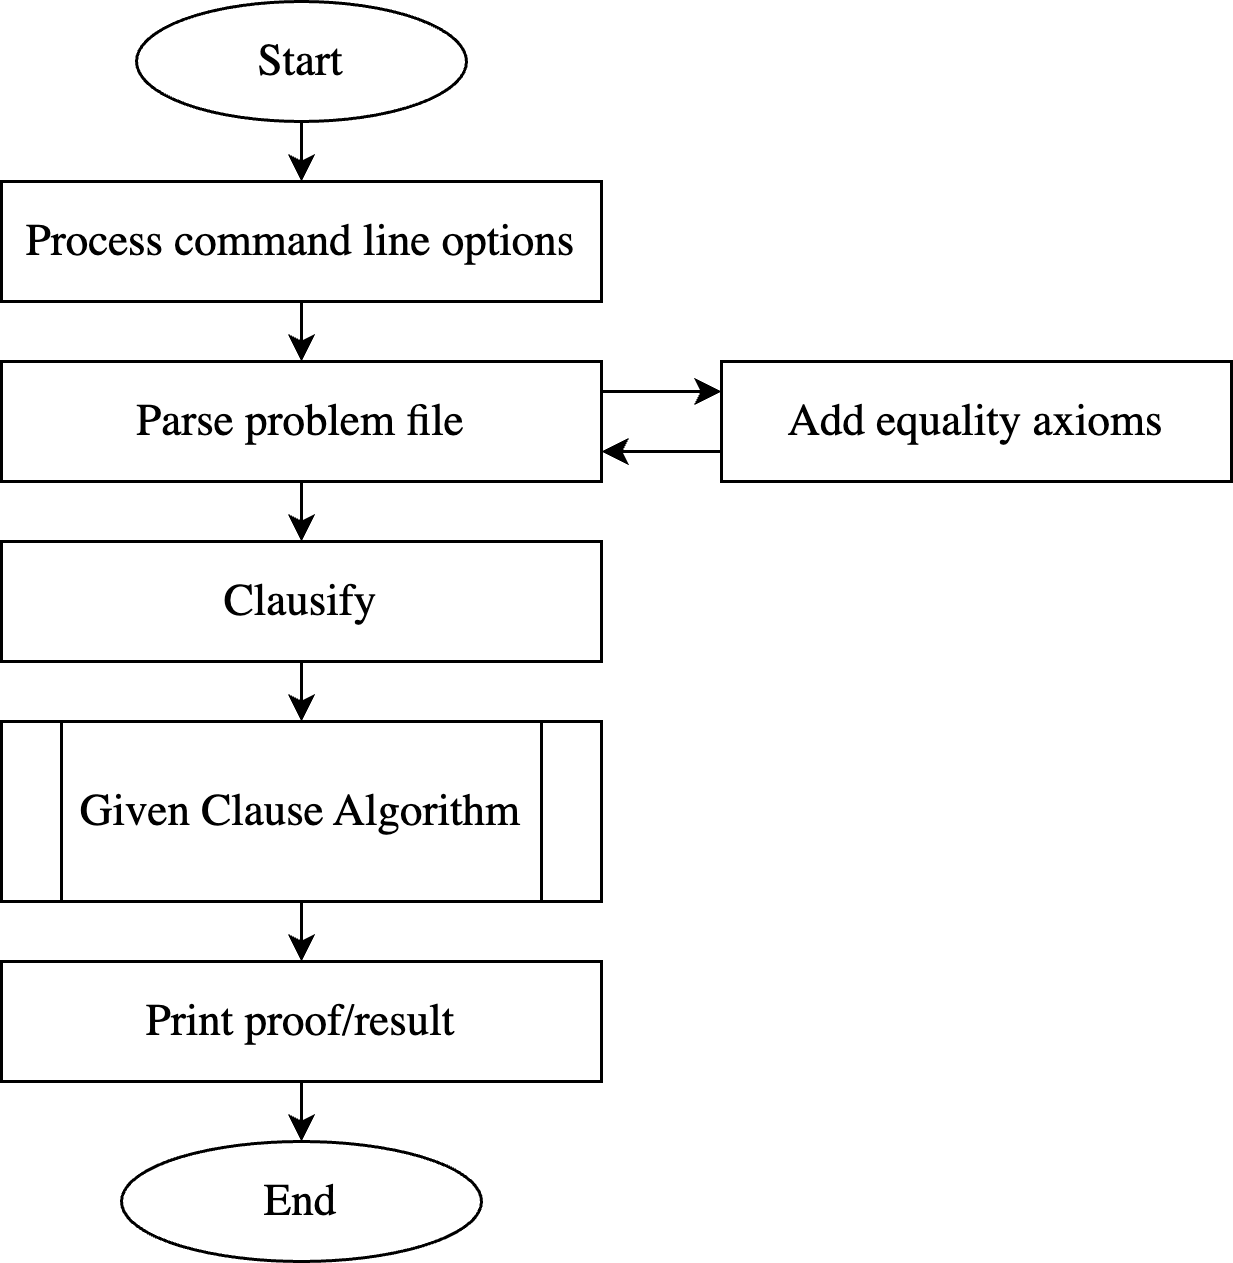 Start
Process command line options
Parse problem file
Add equality axioms
Clausify
Given Clause Algorithm
Print proof/result
End